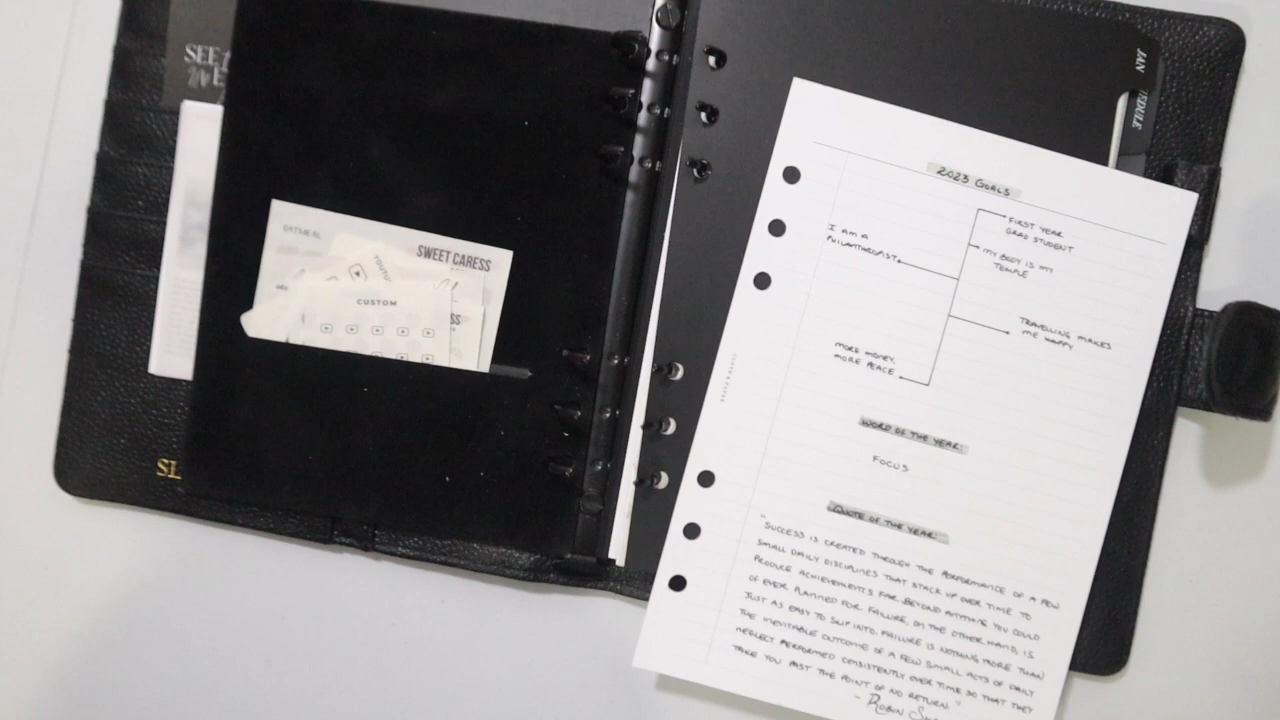 SEE
OATMEAL
SWEET CARESS
YOUTU
CUSTOM
SS
SL
JAN
2023 GOALS
I AM A
PHILANTHROPIST
FIRST YEAR
GRAD STUDENT
MY BODY IS MY
TEMPLE
TRAVELLING MAKES
ME HAPPY
MORE MONEY,
MORE PEACE
WORD OF THE YEAR:
FOCUS
QUOTE OF THE YEAR:
"SUCCESS IS CREATED THROUGH THE PERFORMANCE OF A FEW
SMALL DAILY DISCIPLINES THAT STACK UP OVER TIME TO
PRODUCE ACHIEVEMENTS FAR BEYOND ANYTHING YOU COULD
OF EVER PLANNED FOR. FAILURE, ON THE OTHER HAND, IS
JUST AS EASY TO SLIP INTO. FAILURE IS NOTHING MORE THAN
THE INEVITABLE OUTCOME OF A FEW SMALL ACTS OF DAILY
NEGLECT PERFORMED CONSISTENTLY OVER TIME SO THAT THEY
TAKE YOU PAST THE POINT OF NO RETURN."
- ROBIN